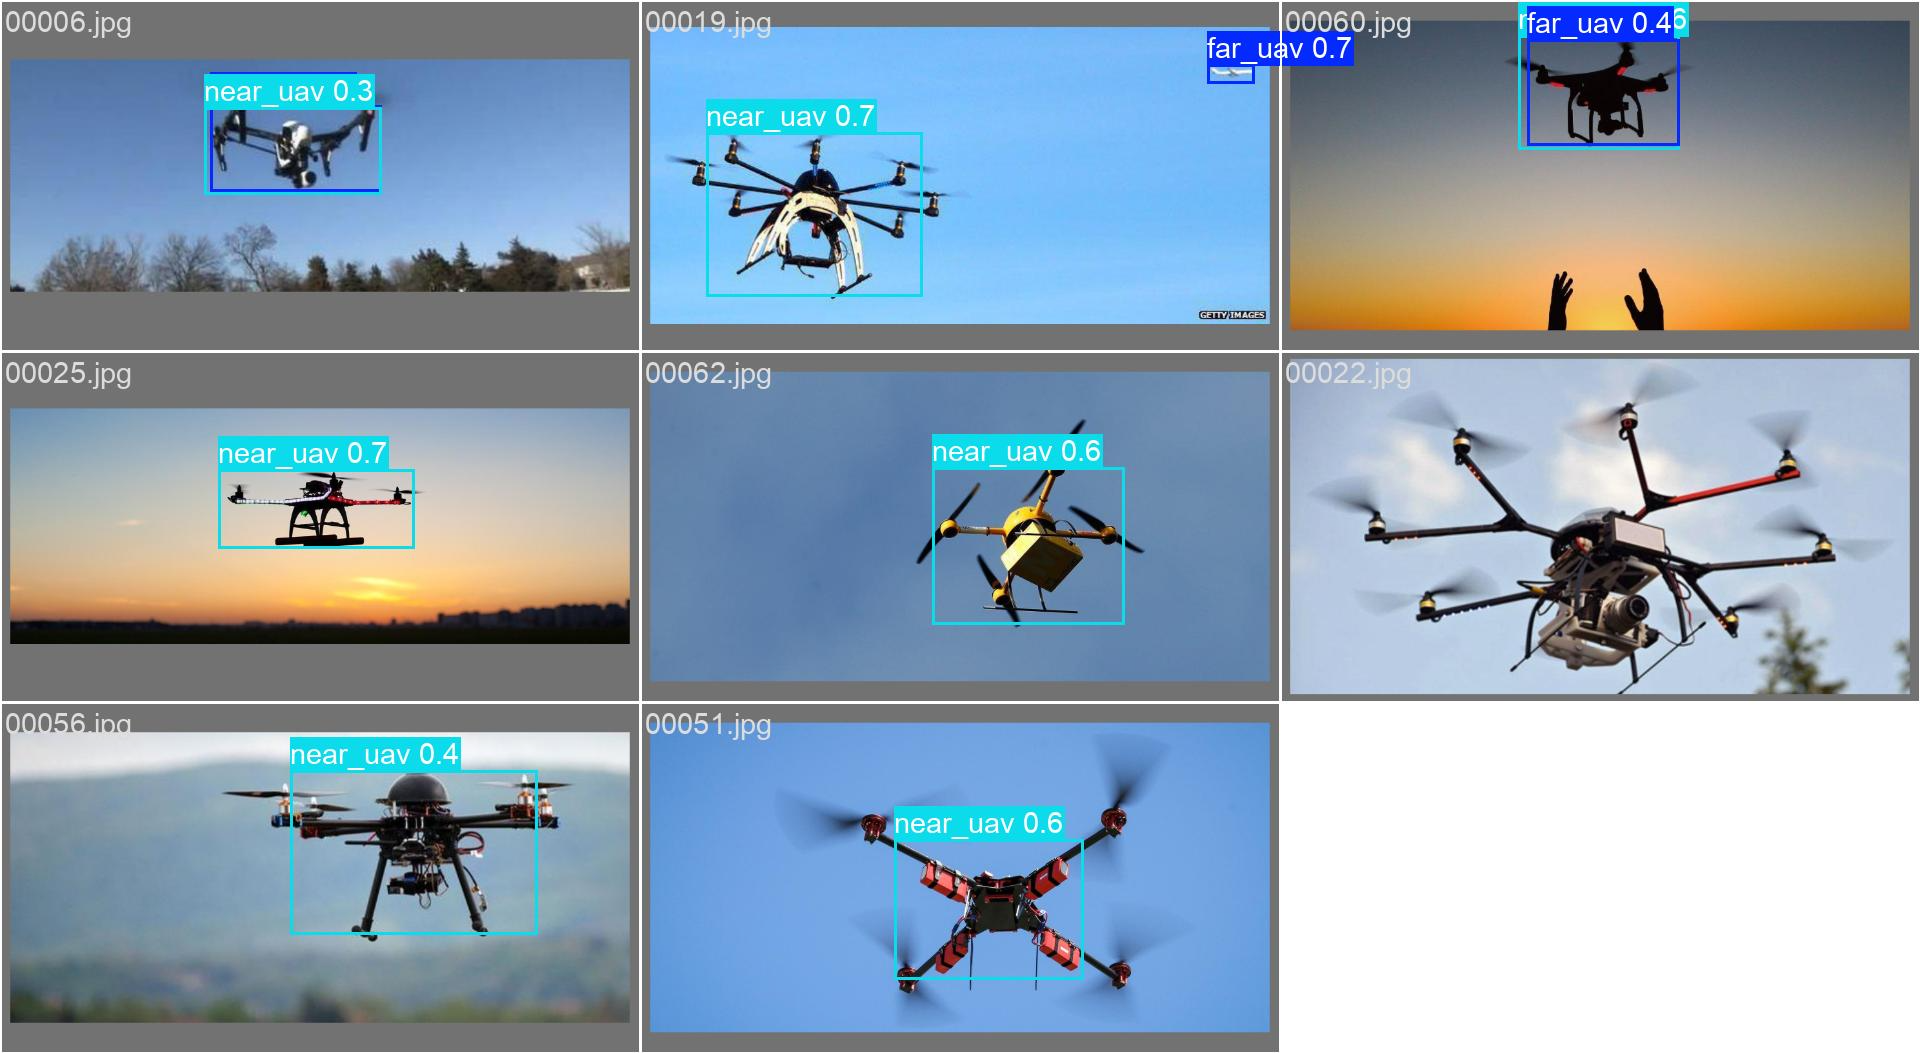 00006.jpg
near_uav 0.3
00019.jpg
far_uav 0.7
near_uav 0.7
GETTY IMAGES
00060.jpg
far_uav 0.4
6
00025.jpg
near_uav 0.7
00062.jpg
near_uav 0.6
00022.jpg
00056.jpg
near_uav 0.4
00051.jpg
near_uav 0.6